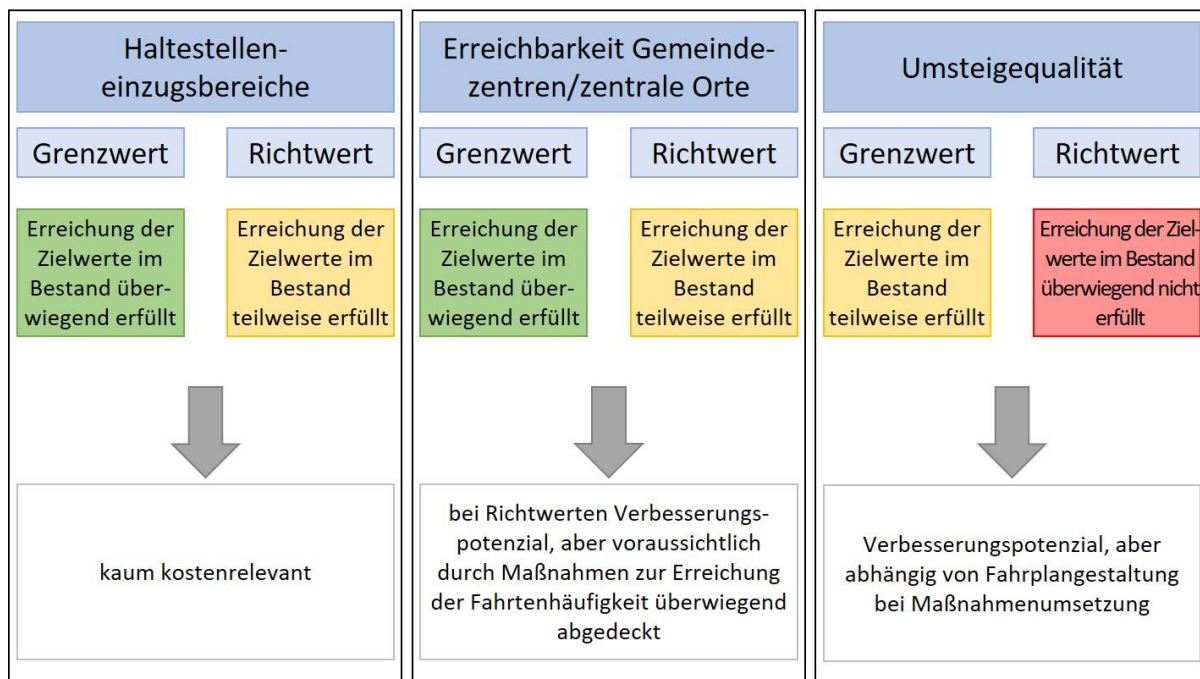 Haltestellen-
einzugsbereiche
Grenzwert
Richtwert
Erreichung der
Zielwerte im
Bestand über-
wiegend erfüllt
Erreichung der
Zielwerte im
Bestand
teilweise erfüllt
kaum kostenrelevant
Erreichbarkeit Gemeinde-
zentren/zentrale Orte
Grenzwert
Richtwert
Erreichung der
Zielwerte im
Bestand über-
wiegend erfüllt
Erreichung der
Zielwerte im
Bestand
teilweise erfüllt
bei Richtwerten Verbesserungs-
potenzial, aber voraussichtlich
durch Maßnahmen zur Erreichung
der Fahrtenhäufigkeit überwiegend
abgedeckt
Umsteigequalität
Grenzwert
Richtwert
Erreichung der
Zielwerte im
Bestand
teilweise erfüllt
Erreichung der Ziel-
werte im Bestand
überwiegend nicht
erfüllt
Verbesserungspotenzial, aber
abhängig von Fahrplangestaltung
bei Maßnahmenumsetzung